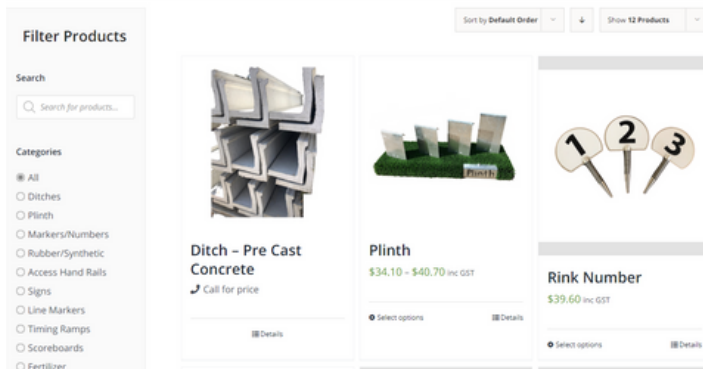 Filter Products
Search
Search for products...
Categories
All
Ditches
Plinth
Markers/Numbers
Rubber/Synthetic
Access Hand Rails
Signs
Line Markers
Timing Ramps
Scoreboards
Fertilizer
Sort by Default Order
Show 12 Products
Ditch – Pre Cast
Concrete
Call for price
Details
Plinth
Plinth
$34.10 – $40.70 inc GST
Select options
Details
1 2 3
Rink Number
$39.60 inc GST
Select options
Details